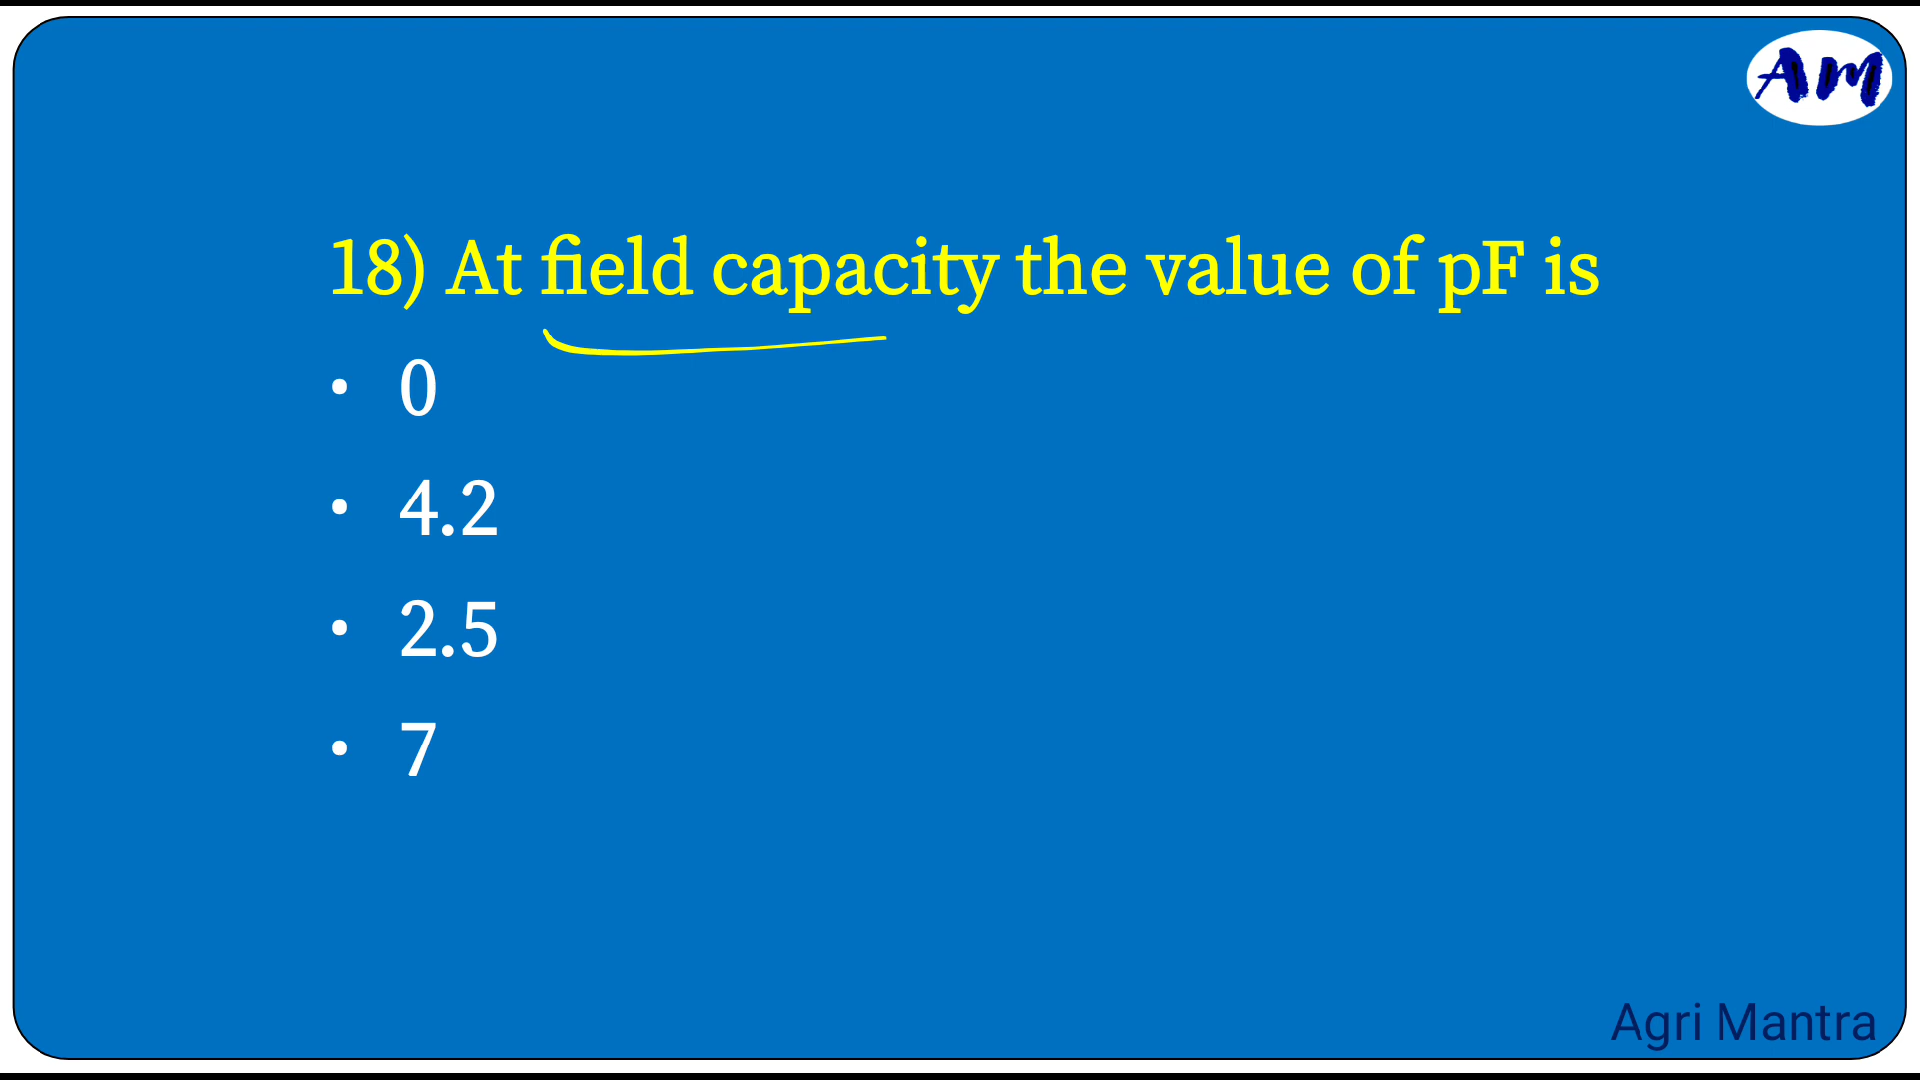 AM
18) At field capacity the value of pF is
• 0
• 4.2
• 2.5
• 7
Agri Mantra